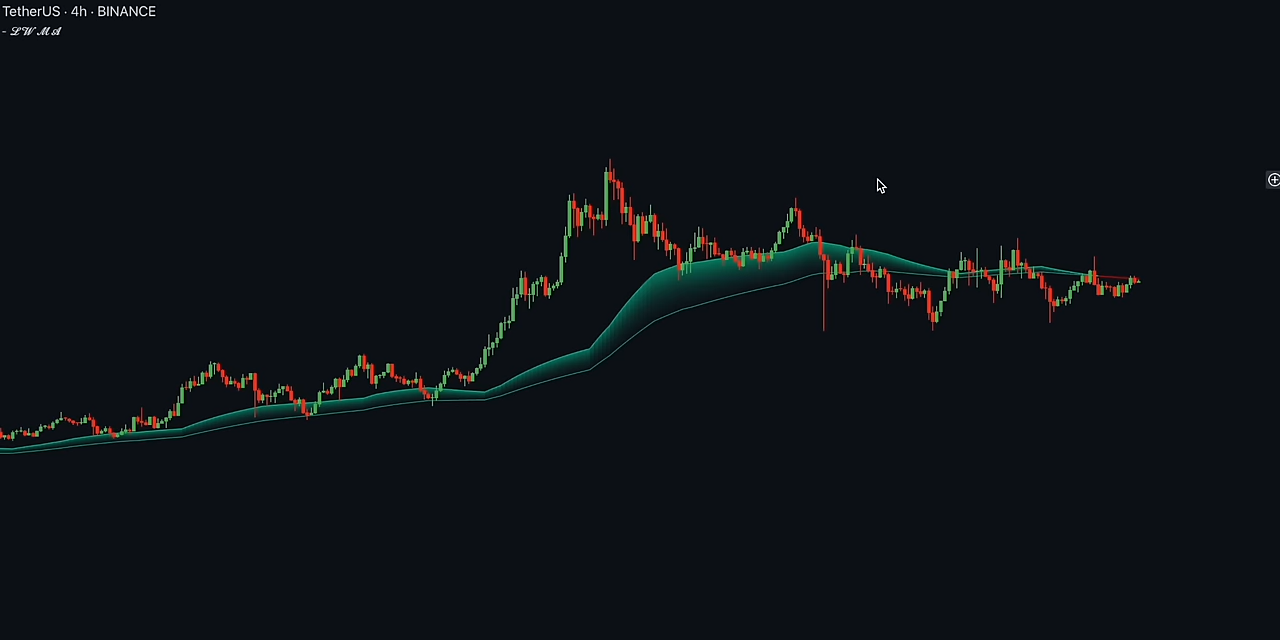 TetherUS · 4h · BINANCE
- ℒ𝒲ℳ𝒜